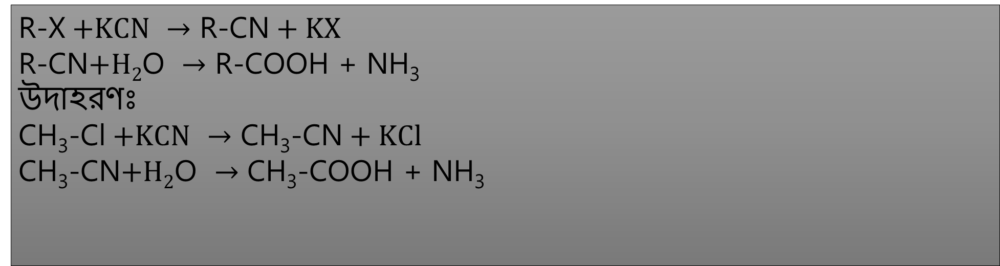 R-X +KCN → R-CN + KX
R-CN+H₂O → R-COOH + NH₃
উদাহরণঃ
CH₃-Cl +KCN → CH₃-CN + KCl
CH₃-CN+H₂O → CH₃-COOH + NH₃